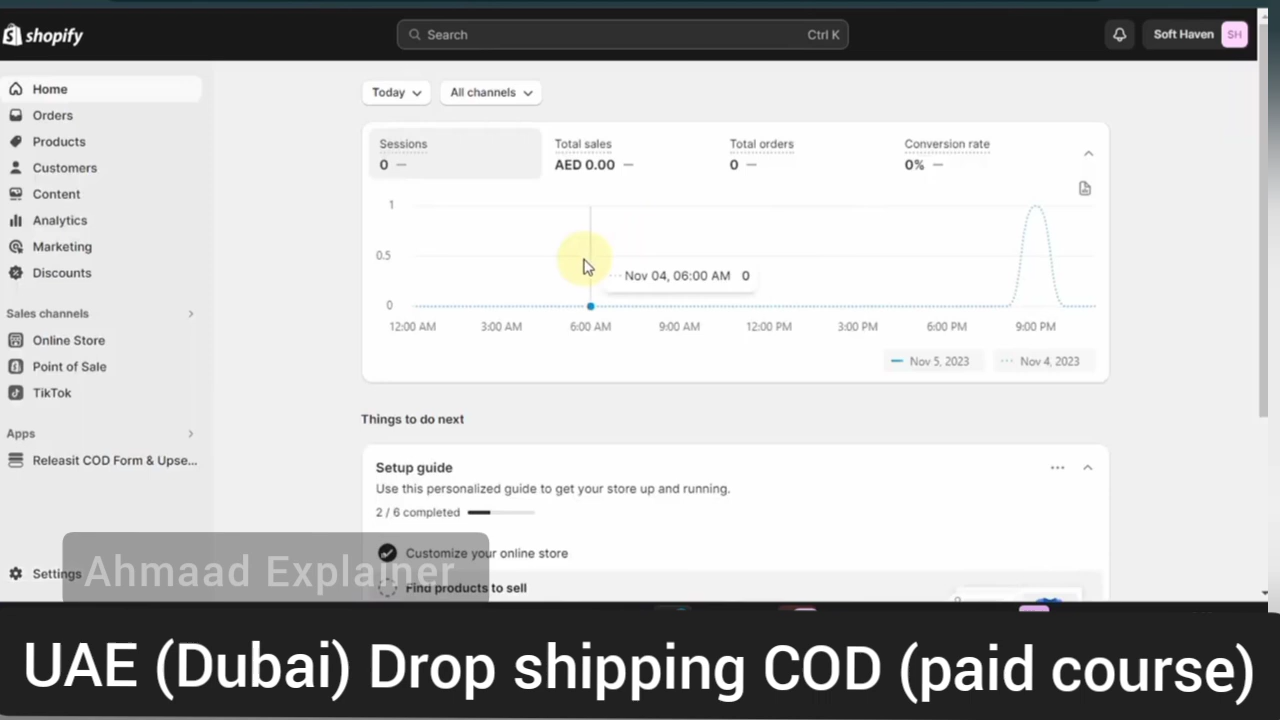 shopify
Search
Ctrl K
Soft Haven
SH
Home
Orders
Products
Customers
Content
Analytics
Marketing
Discounts
Sales channels
Online Store
Point of Sale
TikTok
Apps
Releasit COD Form & Upse...
Settings
Today
All channels
Sessions
0 —
Total sales
AED 0.00 —
Total orders
0 —
Conversion rate
0% —
1
0.5
0
Nov 04, 06:00 AM 0
12:00 AM 3:00 AM 6:00 AM 9:00 AM 12:00 PM 3:00 PM 6:00 PM 9:00 PM
Nov 5, 2023 Nov 4, 2023
Things to do next
Setup guide
Use this personalized guide to get your store up and running.
2 / 6 completed
Customize your online store
Find products to sell
Ahmaad Explainer
UAE (Dubai) Drop shipping COD (paid course)